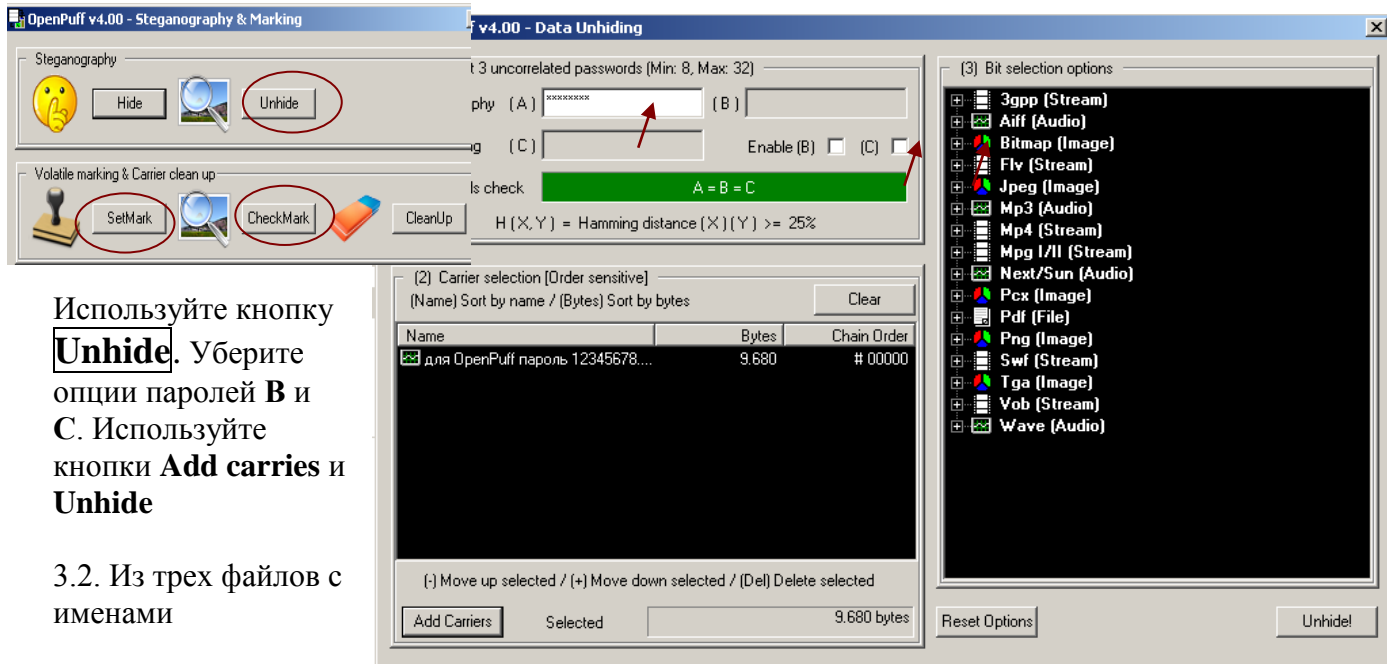 OpenPuff v4.00 - Steganography & Marking
Steganography
Hide
Unhide
Volatile marking & Carrier clean up
SetMark
CheckMark
CleanUp
v4.00 - Data Unhiding
t 3 uncorrelated passwords (Min: 8, Max: 32)
phy (A) ******** (B)
(C) Enable (B) (C)
ls check A = B = C
H (X,Y) = Hamming distance (X)(Y) >= 25%
(2) Carrier selection [Order sensitive]
(Name) Sort by name / (Bytes) Sort by bytes Clear
Name Bytes Chain Order
для OpenPuff пароль 12345678.... 9.680 # 00000
(-) Move up selected / (+) Move down selected / (Del) Delete selected
Add Carriers Selected 9.680 bytes
(3) Bit selection options
3gpp (Stream)
Aiff (Audio)
Bitmap (Image)
Flv (Stream)
Jpeg (Image)
Mp3 (Audio)
Mp4 (Stream)
Mpg I/II (Stream)
Next/Sun (Audio)
Pcx (Image)
Pdf (File)
Png (Image)
Swf (Stream)
Tga (Image)
Vob (Stream)
Wave (Audio)
Reset Options Unhide!
Используйте кнопку
Unhide. Уберите
опции паролей B и
C. Используйте
кнопки Add carries и
Unhide
3.2. Из трех файлов с
именами